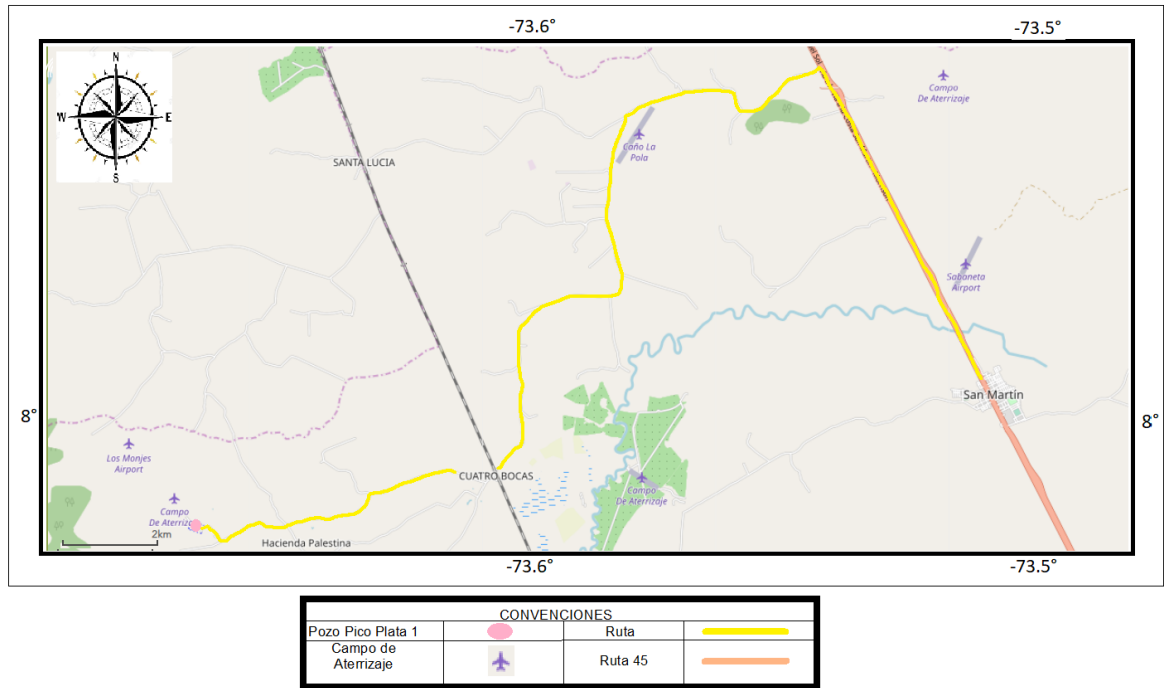 -73.6°
-73.5°
N
W
E
S
Campo
De Aterrizaje
Caño La
Pola
SANTA LUCIA
Sabaneta
Airport
San Martín
8°
8°
Los Monjes
Airport
CUATRO BOCAS
Campo
De Aterrizaje
Campo
De Aterriza
2km
Hacienda Palestina
-73.6°
-73.5°
CONVENCIONES
Pozo Pico Plata 1
Ruta
Campo de
Aterrizaje
Ruta 45